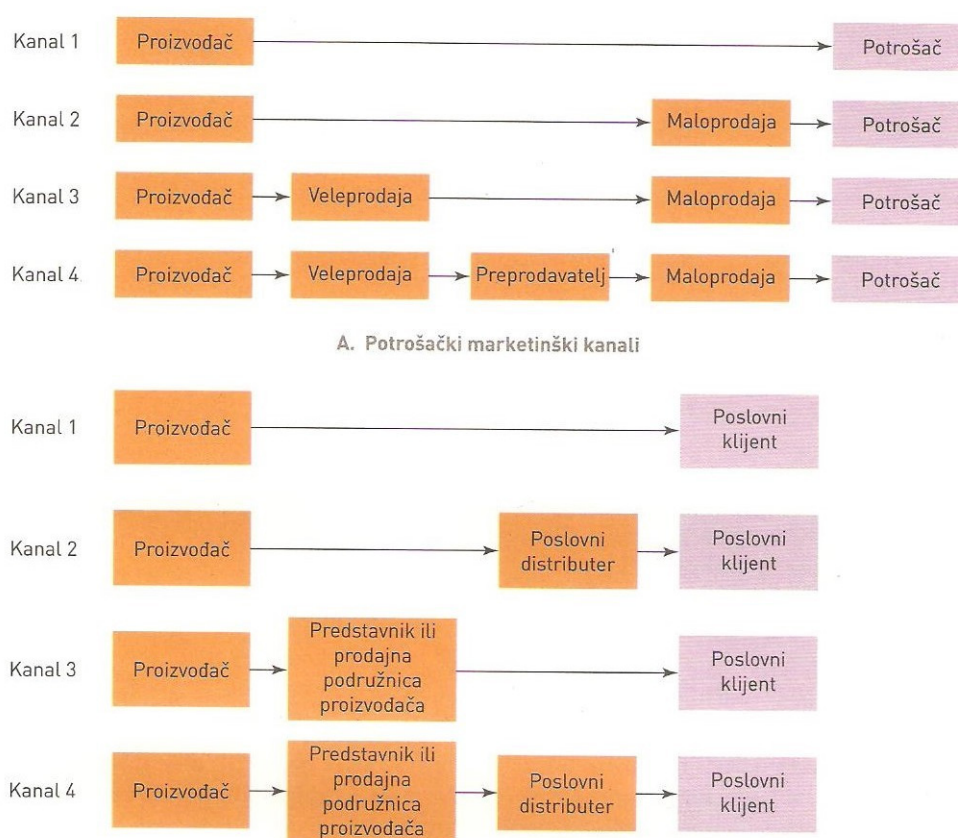 Kanal 1 Proizvođač Potrošač
Kanal 2 Proizvođač Maloprodaja Potrošač
Kanal 3 Proizvođač Veleprodaja Maloprodaja Potrošač
Kanal 4 Proizvođač Veleprodaja Preprodavatelj Maloprodaja Potrošač
A. Potrošački marketinški kanali
Kanal 1 Proizvođač Poslovni
klijent
Kanal 2 Proizvođač Poslovni
distributer Poslovni
klijent
Kanal 3 Proizvođač Predstavnik ili
prodajna
podružnica
proizvođača Poslovni
klijent
Kanal 4 Proizvođač Predstavnik ili
prodajna
podružnica
proizvođača Poslovni
distributer Poslovni
klijent